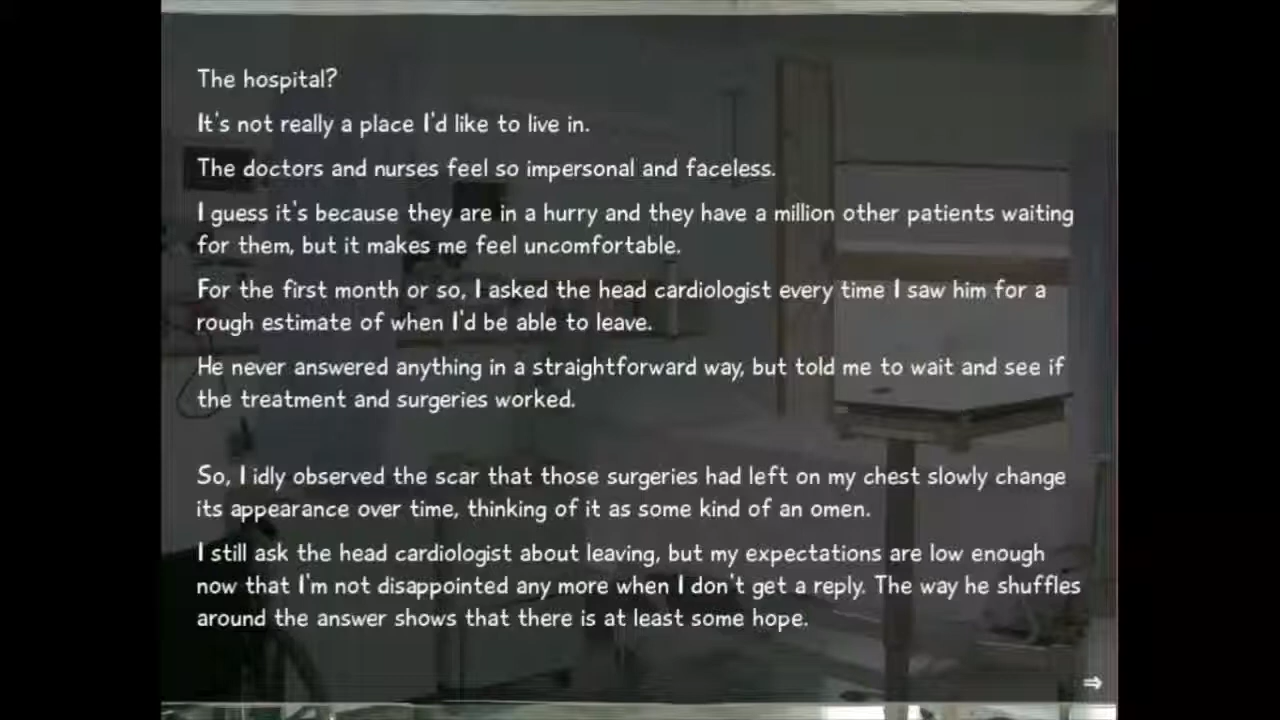 The hospital?
It's not really a place I'd like to live in.
The doctors and nurses feel so impersonal and faceless.
I guess it's because they are in a hurry and they have a million other patients waiting
for them, but it makes me feel uncomfortable.
For the first month or so, I asked the head cardiologist every time I saw him for a
rough estimate of when I'd be able to leave.
He never answered anything in a straightforward way, but told me to wait and see if
the treatment and surgeries worked.
So, I idly observed the scar that those surgeries had left on my chest slowly change
its appearance over time, thinking of it as some kind of an omen.
I still ask the head cardiologist about leaving, but my expectations are low enough
now that I'm not disappointed any more when I don't get a reply. The way he shuffles
around the answer shows that there is at least some hope.
⇒